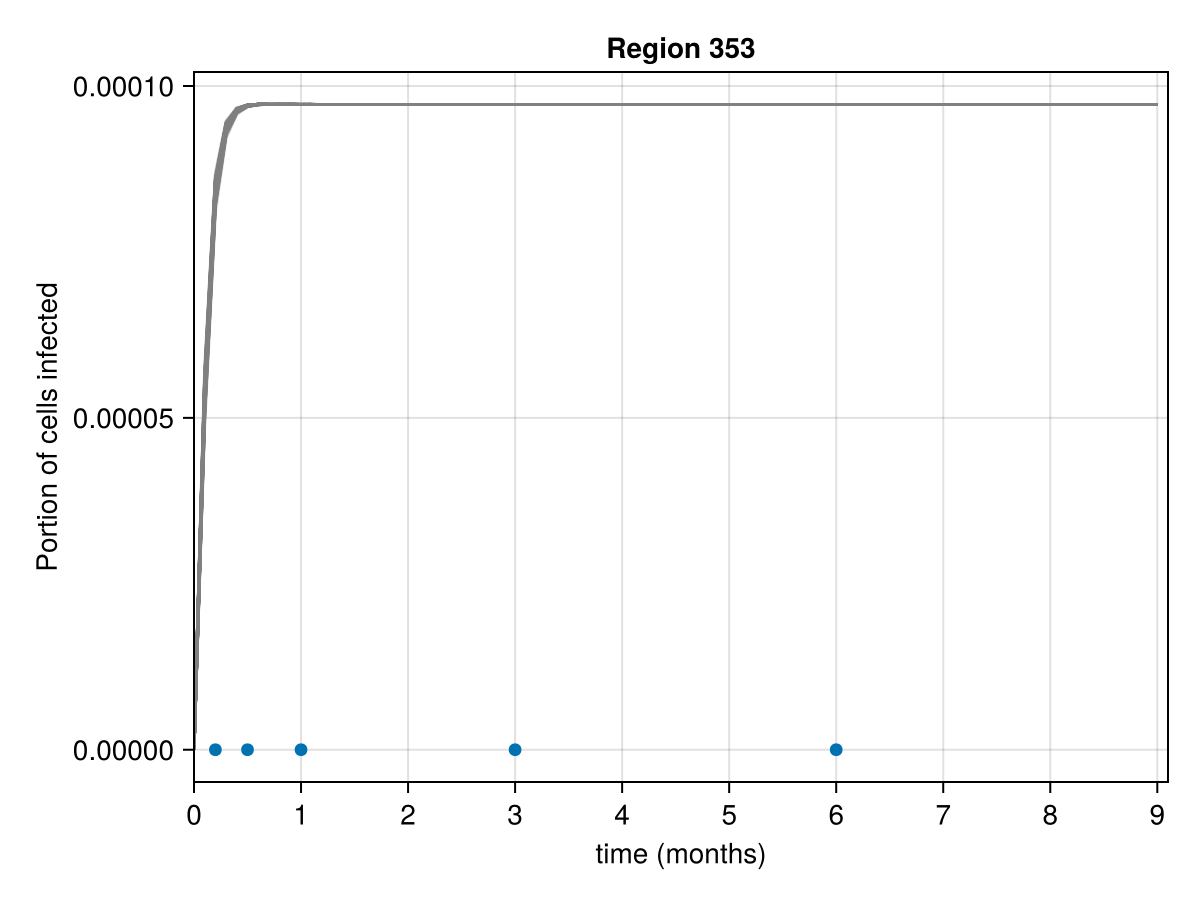 Region 353
0.00010
0.00005
0.00000
Portion of cells infected
0 1 2 3 4 5 6 7 8 9
time (months)